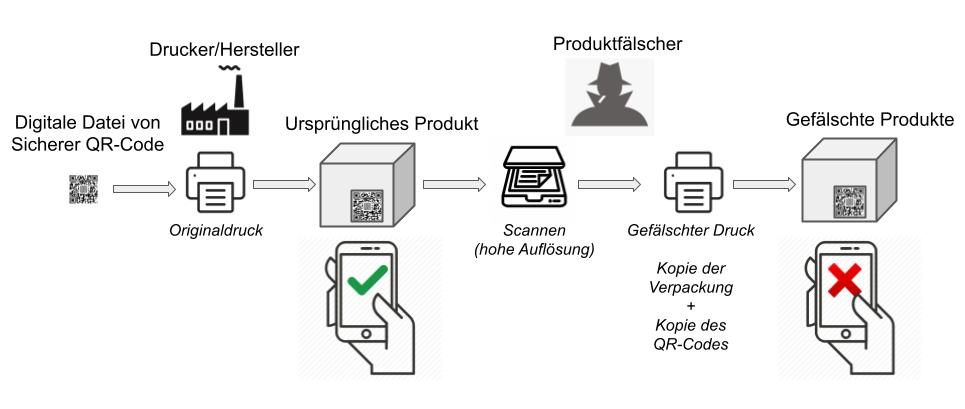 Drucker/Hersteller
Produktfälscher
Digitale Datei von
Sicherer QR-Code
Ursprüngliches Produkt
Gefälschte Produkte
Originaldruck
Scannen
(hohe Auflösung)
Gefälschter Druck
Kopie der
Verpackung
+
Kopie des
QR-Codes